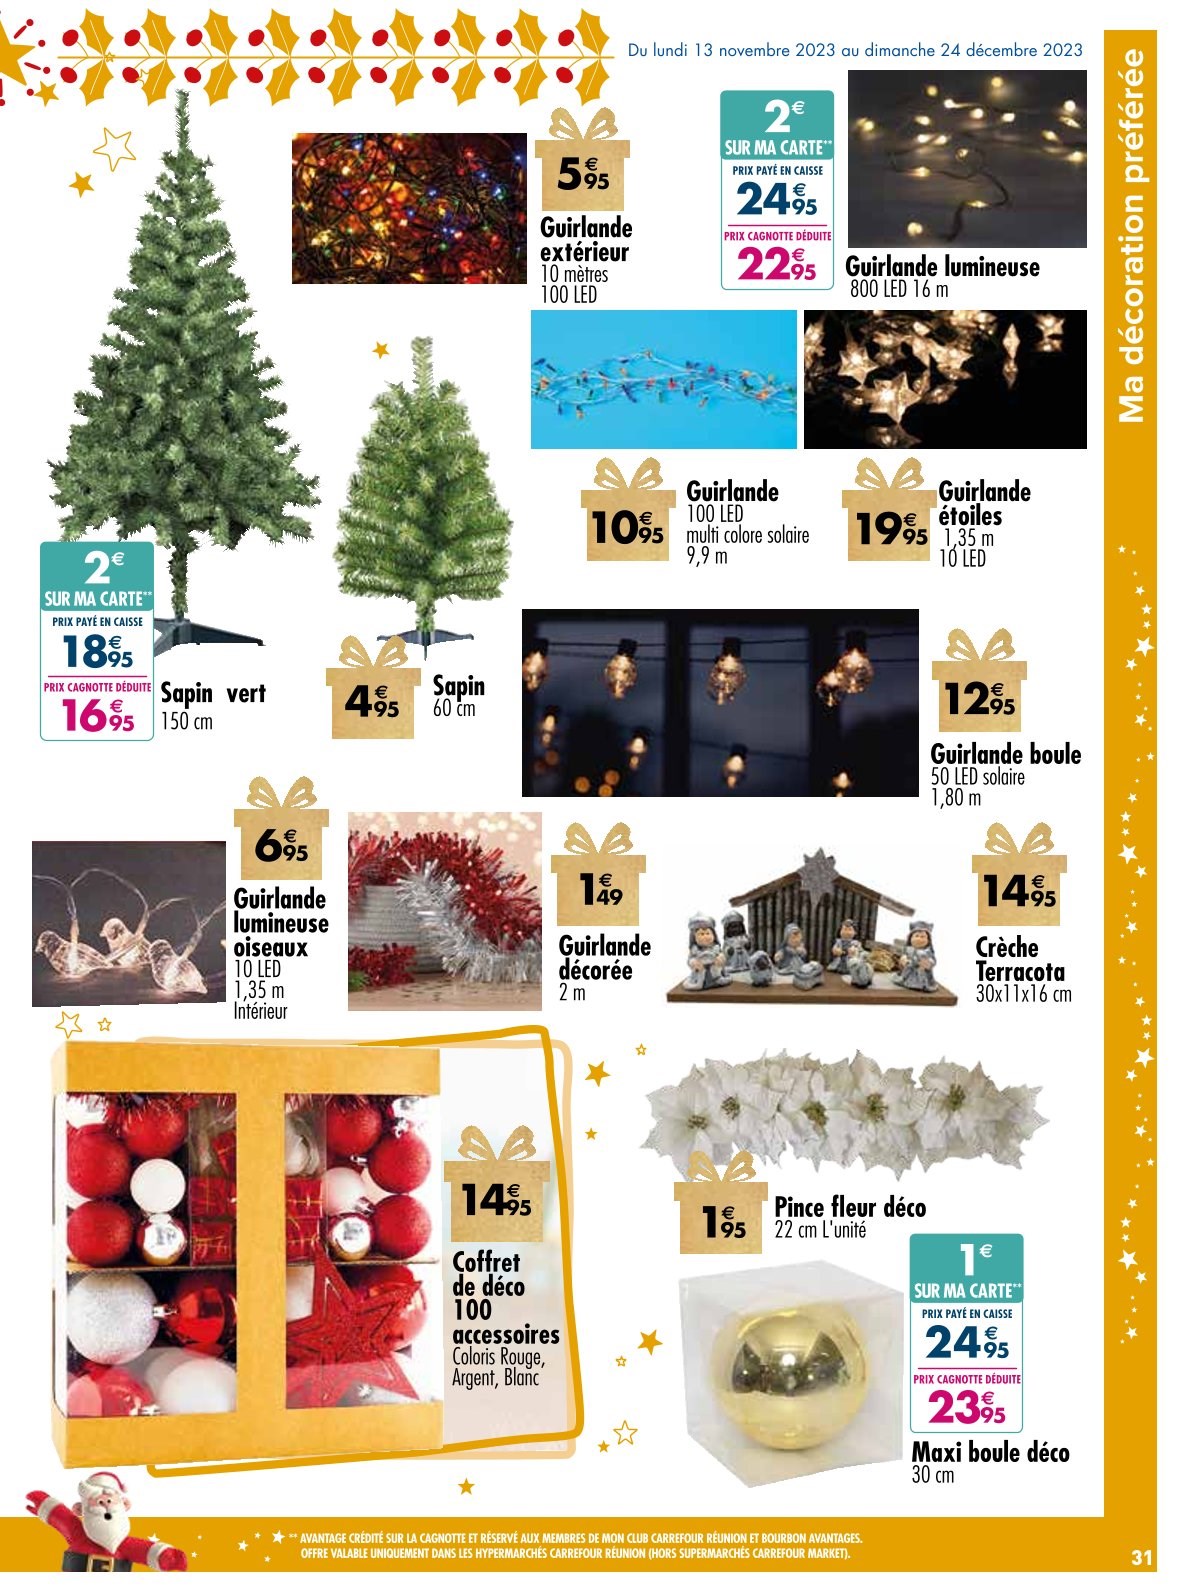 Du lundi 13 novembre 2023 au dimanche 24 décembre 2023
Ma décoration préférée
5€95
Guirlande
extérieur
10 mètres
100 LED
2€
SUR MA CARTE**
PRIX PAYÉ EN CAISSE
24€95
PRIX CAGNOTTE DÉDUITE
22€95
Guirlande lumineuse
800 LED 16 m
10€95
Guirlande
100 LED
multi colore solaire
9,9 m
19€95
Guirlande
étoiles
1,35 m
10 LED
2€
SUR MA CARTE**
PRIX PAYÉ EN CAISSE
18€95
PRIX CAGNOTTE DÉDUITE
16€95
Sapin vert
150 cm
4€95
Sapin
60 cm
12€95
Guirlande boule
50 LED solaire
1,80 m
6€95
Guirlande
lumineuse
oiseaux
10 LED
1,35 m
Intérieur
1€49
Guirlande
décorée
2 m
14€95
Crèche
Terracota
30x11x16 cm
14€95
Coffret
de déco
100
accessoires
Coloris Rouge,
Argent, Blanc
1€95
Pince fleur déco
22 cm L'unité
1€
SUR MA CARTE**
PRIX PAYÉ EN CAISSE
24€95
PRIX CAGNOTTE DÉDUITE
23€95
Maxi boule déco
30 cm
** AVANTAGE CRÉDITÉ SUR LA CAGNOTTE ET RÉSERVÉ AUX MEMBRES DE MON CLUB CARREFOUR RÉUNION ET BOURBON AVANTAGES.
OFFRE VALABLE UNIQUEMENT DANS LES HYPERMARCHÉS CARREFOUR RÉUNION (HORS SUPERMARCHÉS CARREFOUR MARKET).
31